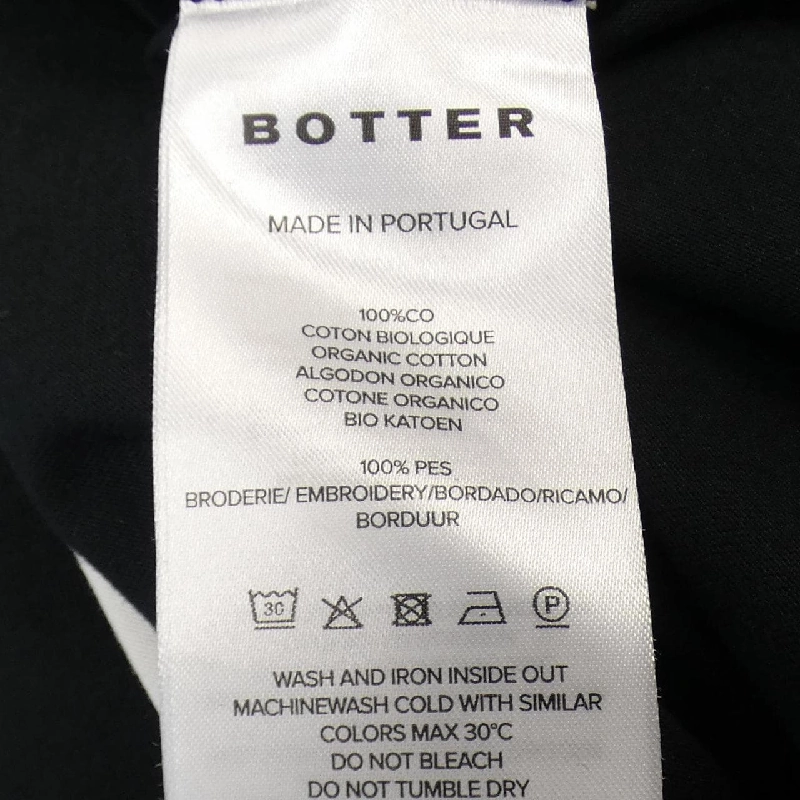 BOTTER
MADE IN PORTUGAL
100%CO
COTON BIOLOGIQUE
ORGANIC COTTON
ALGODON ORGANICO
COTONE ORGANICO
BIO KATOEN
100% PES
BRODERIE/ EMBROIDERY/BORDADO/RICAMO/
BORDUUR
30 P
WASH AND IRON INSIDE OUT
MACHINEWASH COLD WITH SIMILAR
COLORS MAX 30°C
DO NOT BLEACH
DO NOT TUMBLE DRY